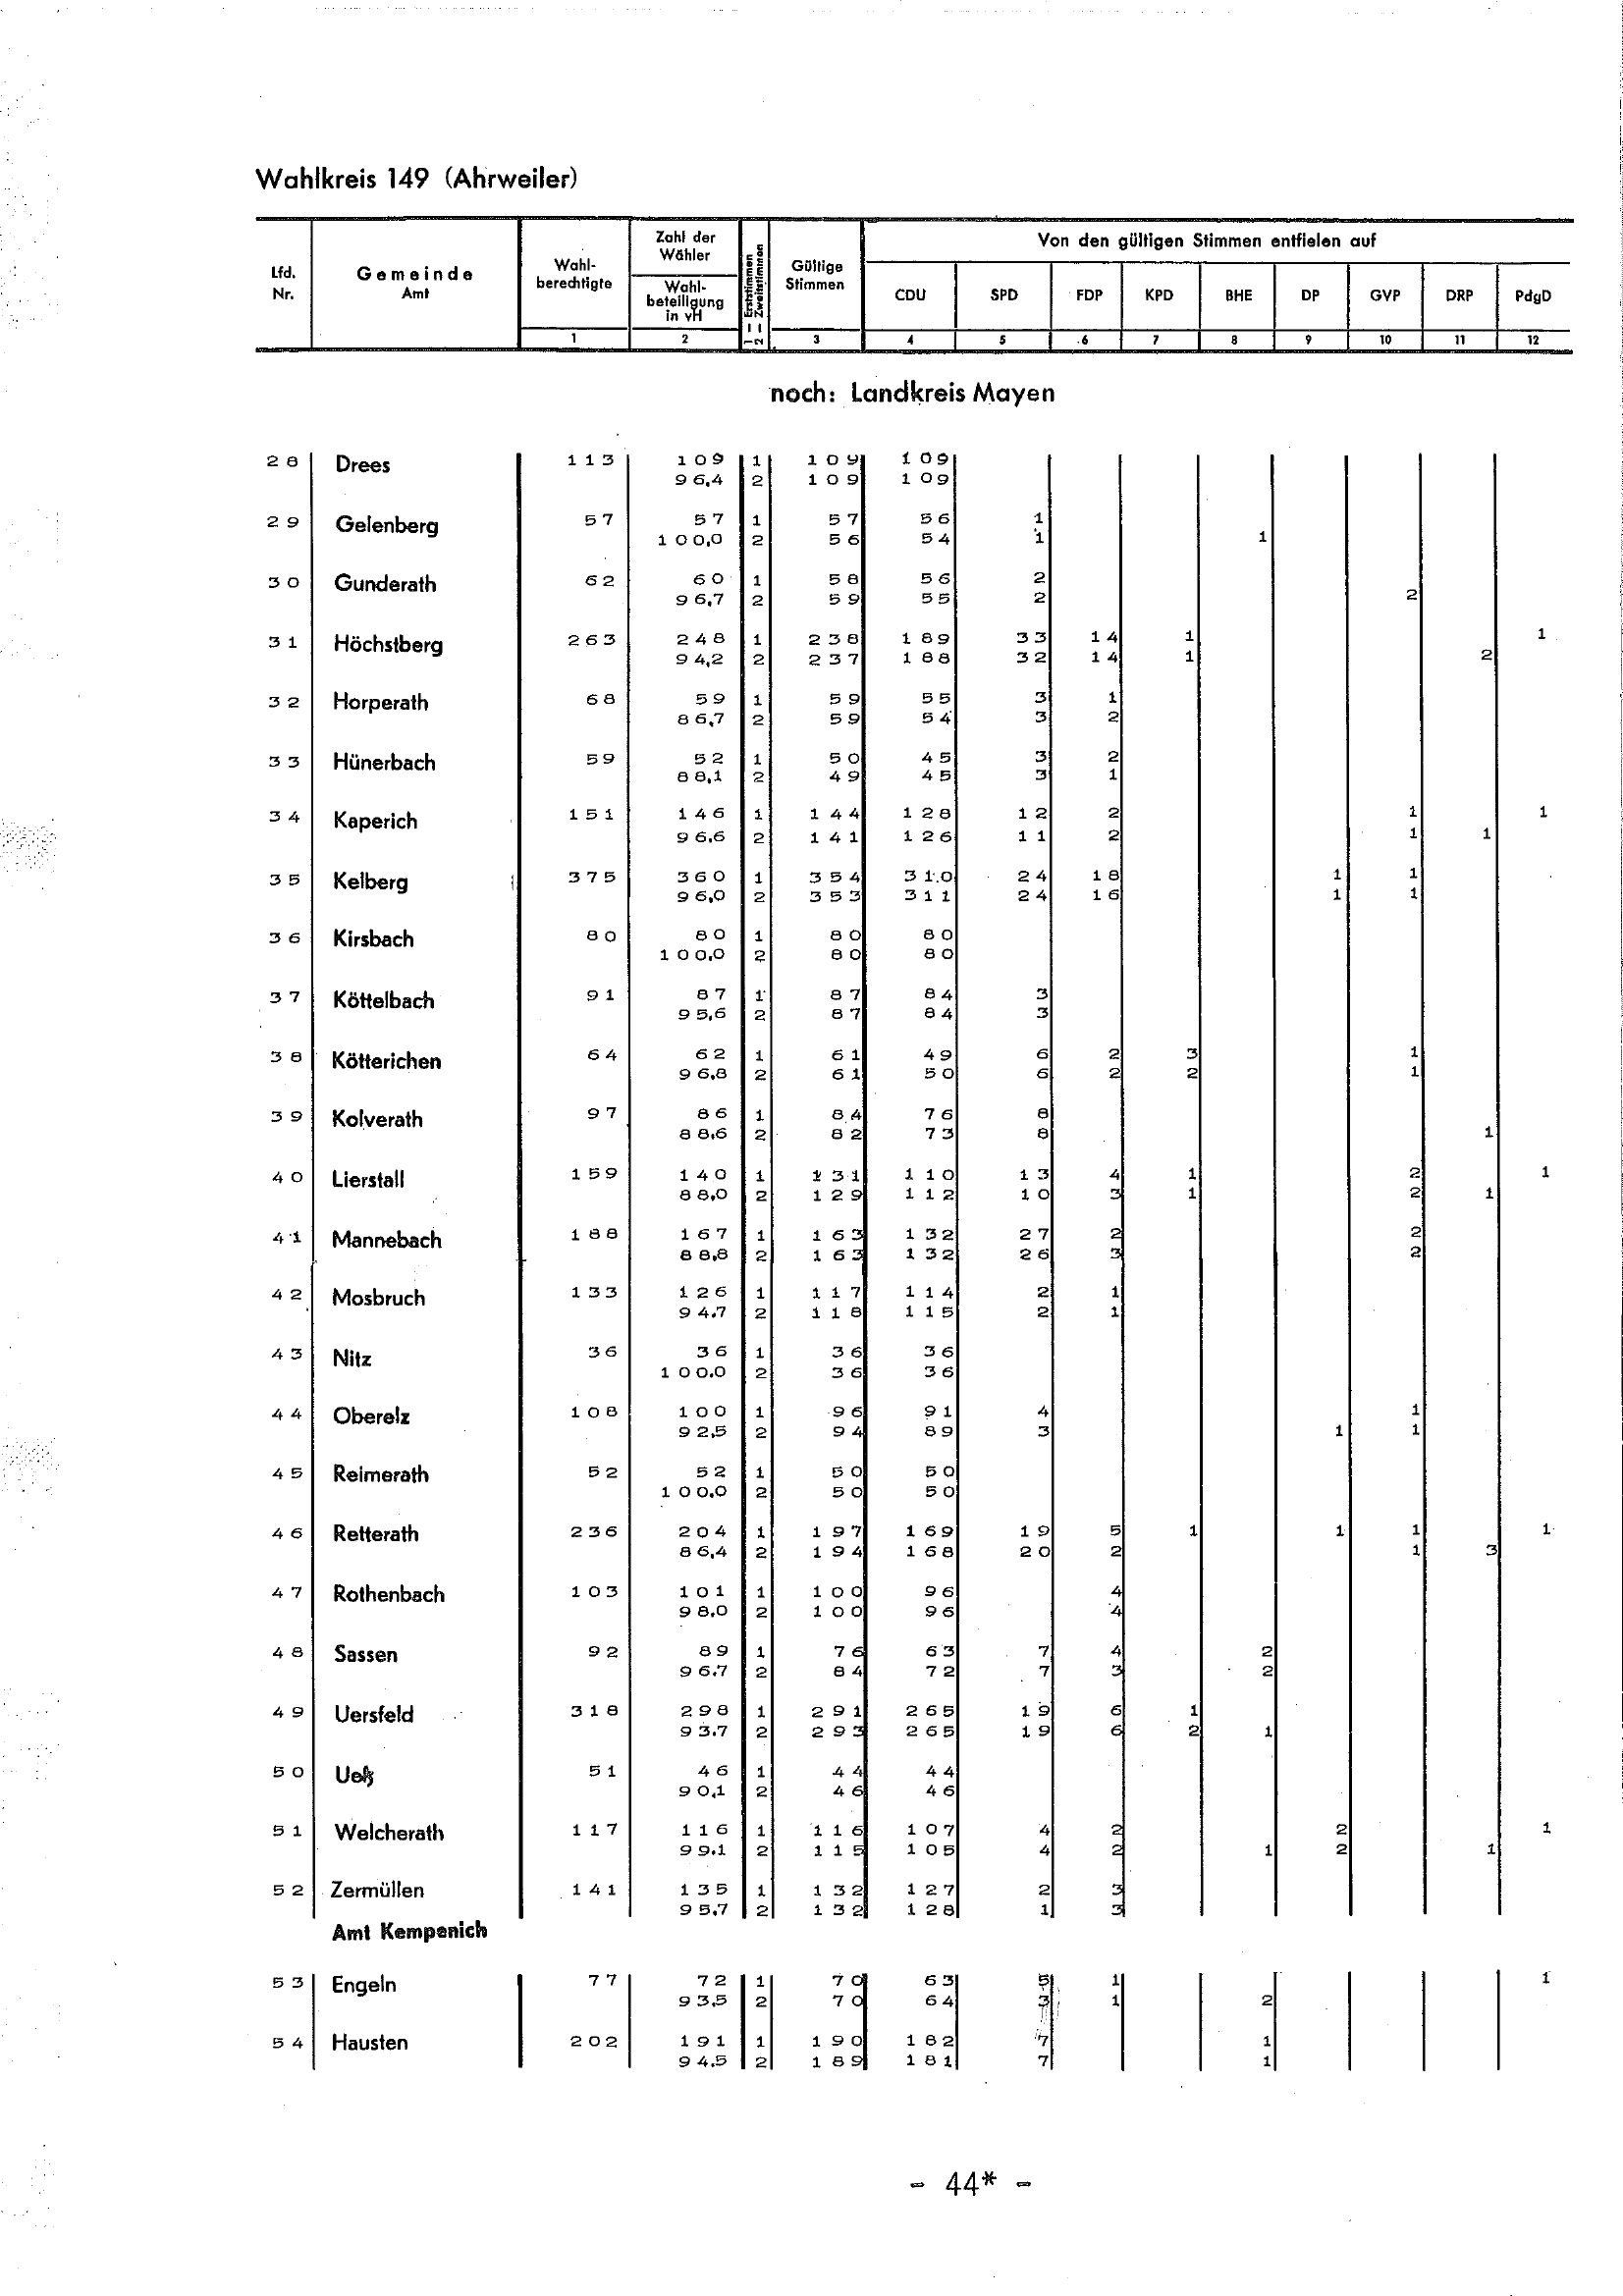 Wahlkreis 149 (Ahrweiler)
Lfd. Nr. | Gemeinde Amt | Wahl- berechtigte | Zahl der Wähler Wahl- beteiligung in vH | 1 = Erststimmen 2 = Zweitstimmen | Gültige Stimmen | Von den gültigen Stimmen entfielen auf
CDU | SPD | FDP | KPD | BHE | DP | GVP | DRP | PdgD
1 2 3 4 5 6 7 8 9 10 11 12
noch: Landkreis Mayen
28 Drees 113 109 1 109 109
96,4 2 109 109
29 Gelenberg 57 57 1 57 56 1
100,0 2 56 54 1 1
30 Gunderath 62 60 1 58 56 2
96,7 2 59 55 2 2
31 Höchstberg 263 248 1 238 189 33 14 1 1
94,2 2 237 188 32 14 1 2
32 Horperath 68 59 1 59 55 3 1
86,7 2 59 54 3 2
33 Hünerbach 59 52 1 50 45 3 2
88,1 2 49 45 3 1
34 Kaperich 151 146 1 144 128 12 2 1 1
96,6 2 141 126 11 2 1 1
35 Kelberg 375 360 1 354 310 24 18 1 1
96,0 2 353 311 24 16 1 1
36 Kirsbach 80 80 1 80 80
100,0 2 80 80
37 Köttelbach 91 87 1 87 84 3
95,6 2 87 84 3
38 Kötterichen 64 62 1 61 49 6 2 3 1
96,8 2 61 50 6 2 2 1
39 Kolverath 97 86 1 84 76 8
88,6 2 82 73 8 1
40 Lierstall 159 140 1 131 110 13 4 1 2 1
88,0 2 129 112 10 3 1 2 1
41 Mannebach 188 167 1 163 132 27 2 2
88,8 2 163 132 26 3 2
42 Mosbruch 133 126 1 117 114 2 1
94.7 2 118 115 2 1
43 Nitz 36 36 1 36 36
100.0 2 36 36
44 Oberelz 108 100 1 96 91 4 1
92,5 2 94 89 3 1 1
45 Reimerath 52 52 1 50 50
100,0 2 50 50
46 Retterath 236 204 1 197 169 19 5 1 1 1 1
86,4 2 194 168 20 2 1 3
47 Rothenbach 103 101 1 100 96 4
98,0 2 100 96 4
48 Sassen 92 89 1 76 63 7 4 2
96.7 2 84 72 7 3 2
49 Uersfeld 318 298 1 291 265 19 6 1
93.7 2 293 265 19 6 2 1
50 Ueß 51 46 1 44 44
90,1 2 46 46
51 Welcherath 117 116 1 116 107 4 2 2 1
99.1 2 115 105 4 2 1 2 1
52 Zermüllen 141 135 1 132 127 2 3
95,7 2 132 128 1 3
Amt Kempenich
53 Engeln 77 72 1 70 63 5 1 1
93,5 2 70 64 3 1 2
54 Hausten 202 191 1 190 182 7 1
94.5 2 189 181 7 1
- 44* -